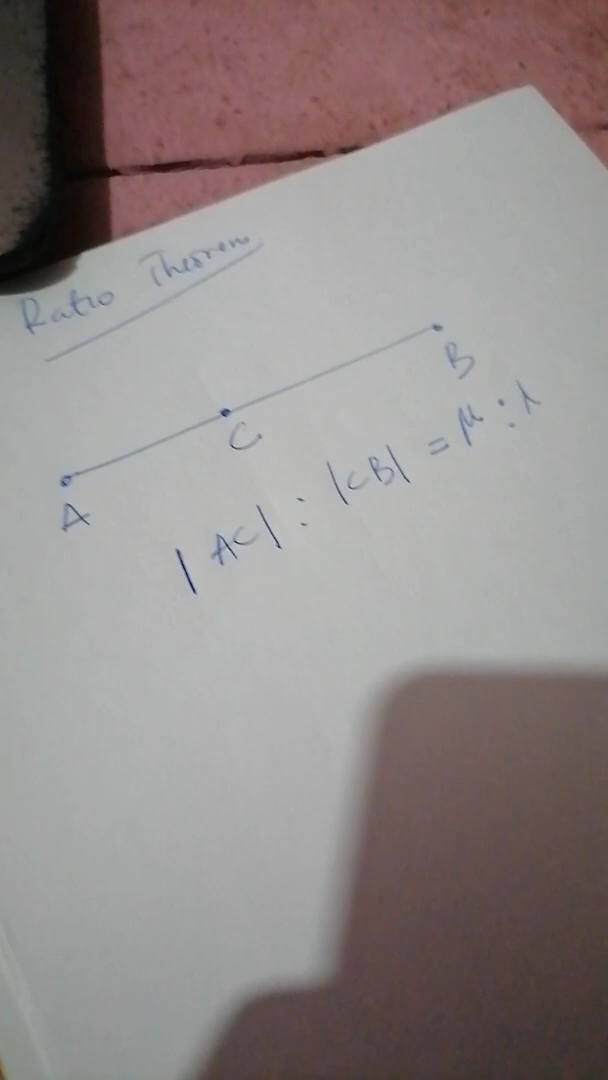 Ratio Theorem
A C B
|AC| : |CB| = μ : λ